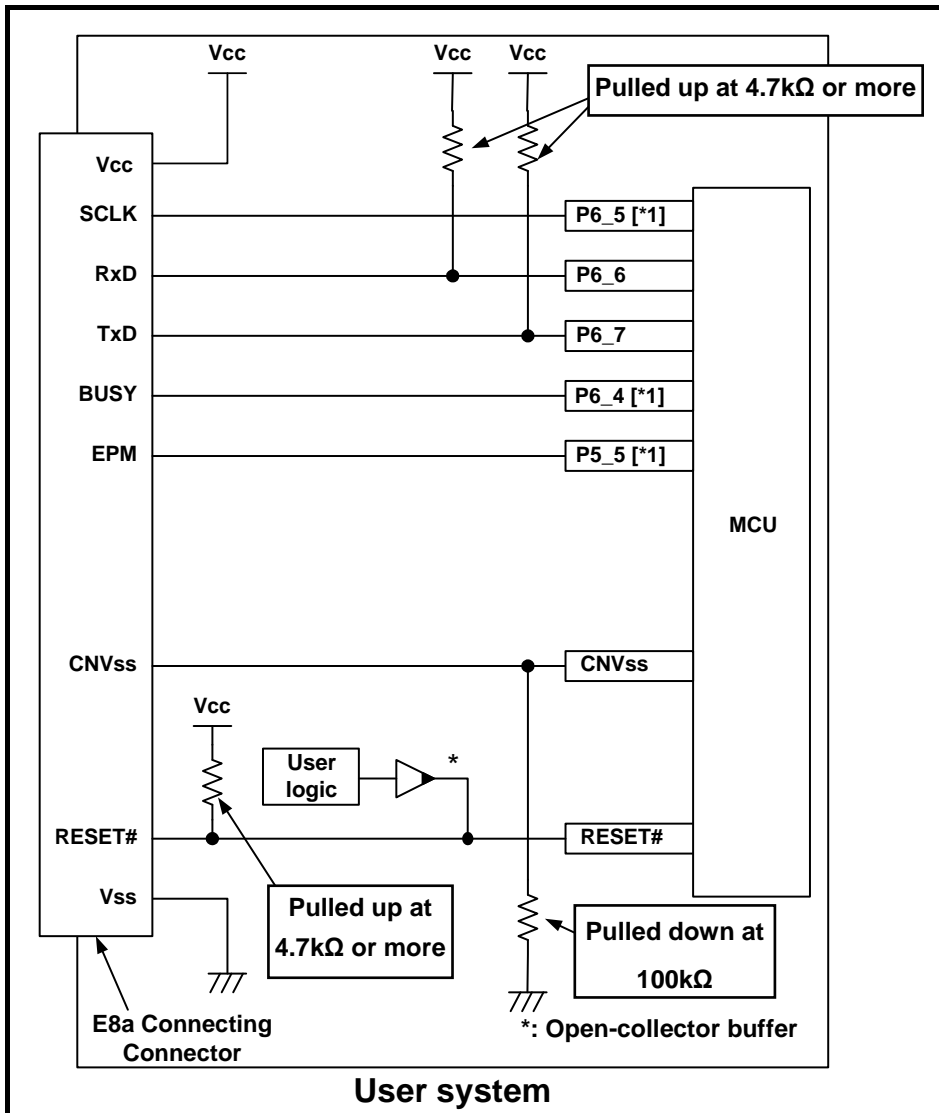 Vcc
Vcc
Vcc
Pulled up at 4.7kΩ or more
Vcc
SCLK
P6_5 [*1]
RxD
P6_6
TxD
P6_7
BUSY
P6_4 [*1]
EPM
P5_5 [*1]
MCU
CNVss
CNVss
Vcc
User
logic
*
RESET#
RESET#
Vss
Pulled up at
4.7kΩ or more
Pulled down at
100kΩ
E8a Connecting
Connector
*: Open-collector buffer
User system